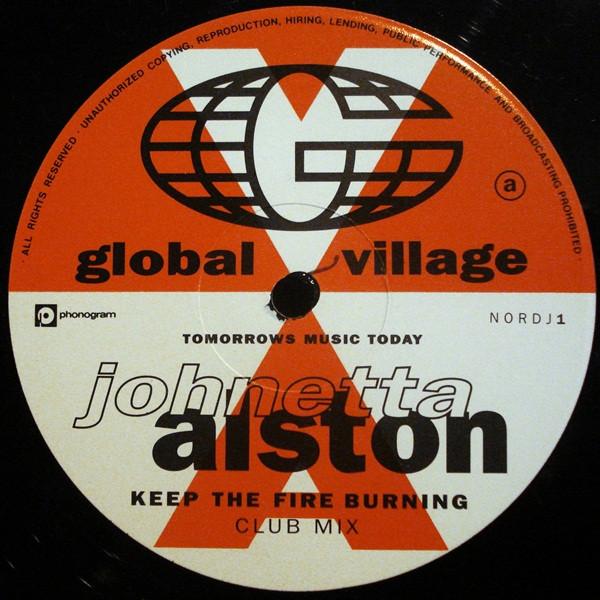 · ALL RIGHTS RESERVED · UNAUTHORIZED COPYING, REPRODUCTION, HIRING, LENDING, PUBLIC PERFORMANCE AND BROADCASTING PROHIBITED ·
G
a
global village
p phonogram
NORDJ1
TOMORROWS MUSIC TODAY
johnetta
alston
KEEP THE FIRE BURNING
CLUB MIX